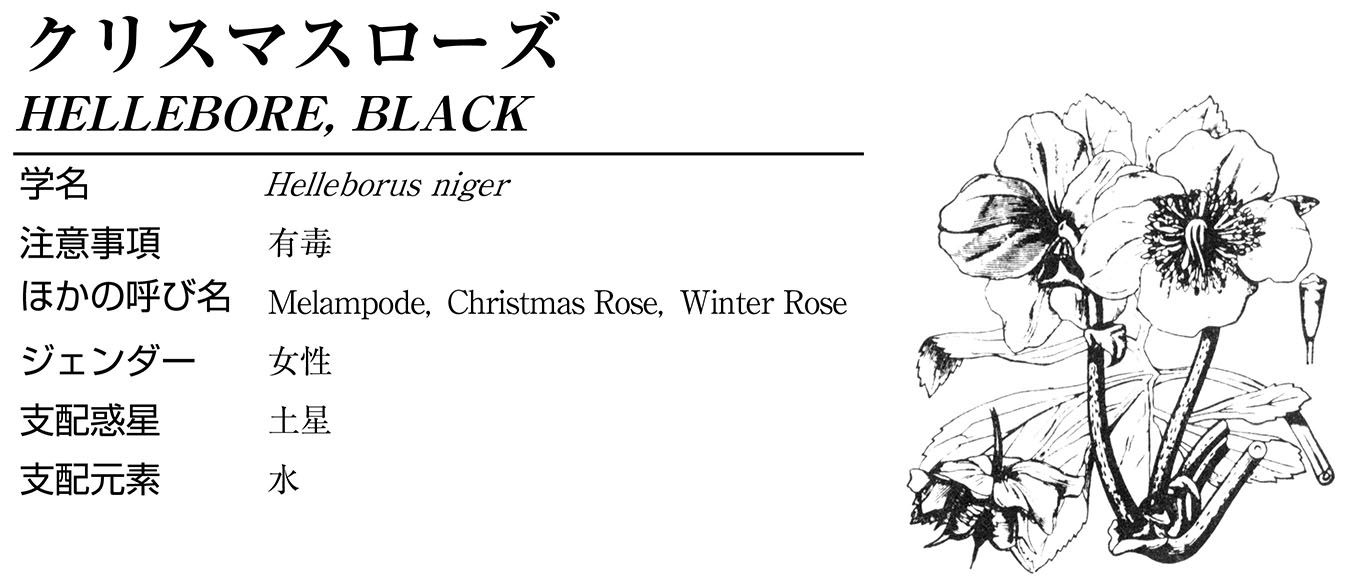 クリスマスローズ
HELLEBORE, BLACK
学名 Helleborus niger
注意事項 有毒
ほかの呼び名 Melampode, Christmas Rose, Winter Rose
ジェンダー 女性
支配惑星 土星
支配元素 水